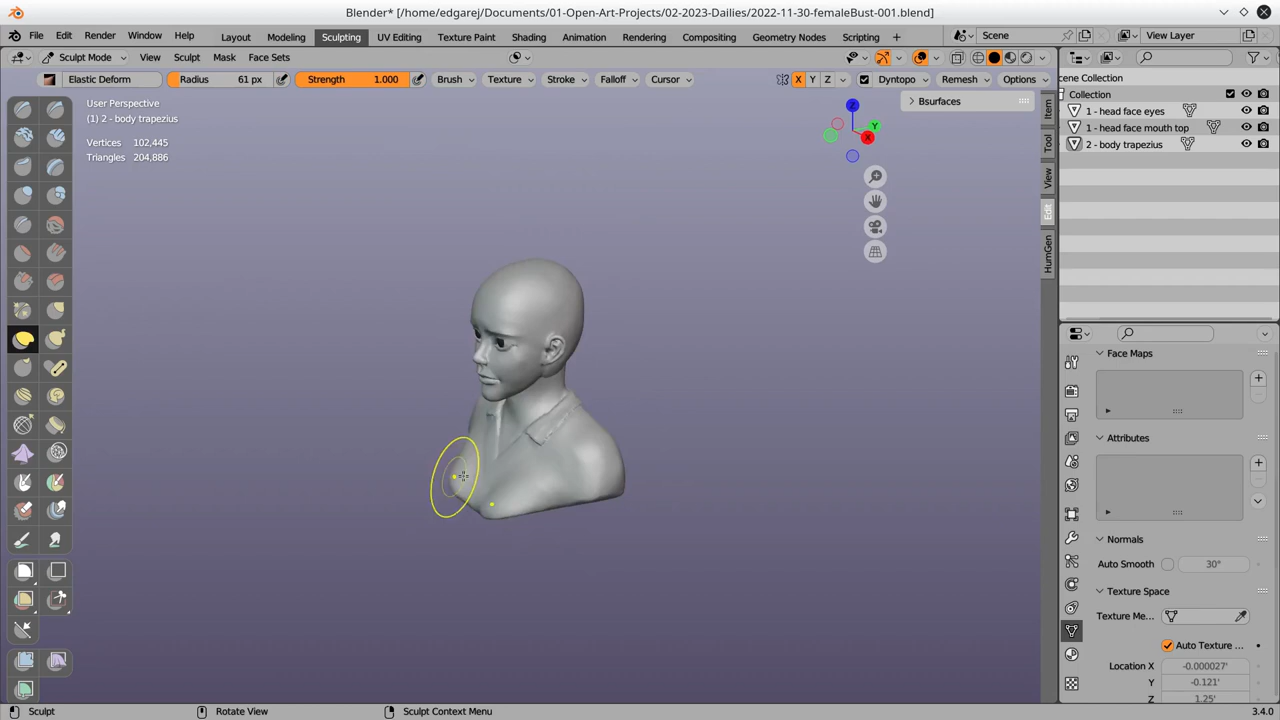 Blender* [/home/edgarej/Documents/01-Open-Art-Projects/02-2023-Dailies/2022-11-30-femaleBust-001.blend]
File Edit Render Window Help Layout Modeling Sculpting UV Editing Texture Paint Shading Animation Rendering Compositing Geometry Nodes Scripting + Scene View Layer
Sculpt Mode View Sculpt Mask Face Sets
Elastic Deform Radius 61 px Strength 1.000 Brush Texture Stroke Falloff Cursor X Y Z Dyntopo Remesh Options
cene Collection
Collection
1 - head face eyes
1 - head face mouth top
2 - body trapezius
User Perspective
(1) 2 - body trapezius
Vertices 102,445
Triangles 204,886
Bsurfaces
Z
Y
X
Item
Tool
View
Edit
HumGen
Face Maps
Attributes
Normals
Auto Smooth 30°
Texture Space
Texture Me...
Auto Texture ...
Location X -0.000027'
Y -0.121'
Z 1.25'
Sculpt Rotate View Sculpt Context Menu 3.4.0